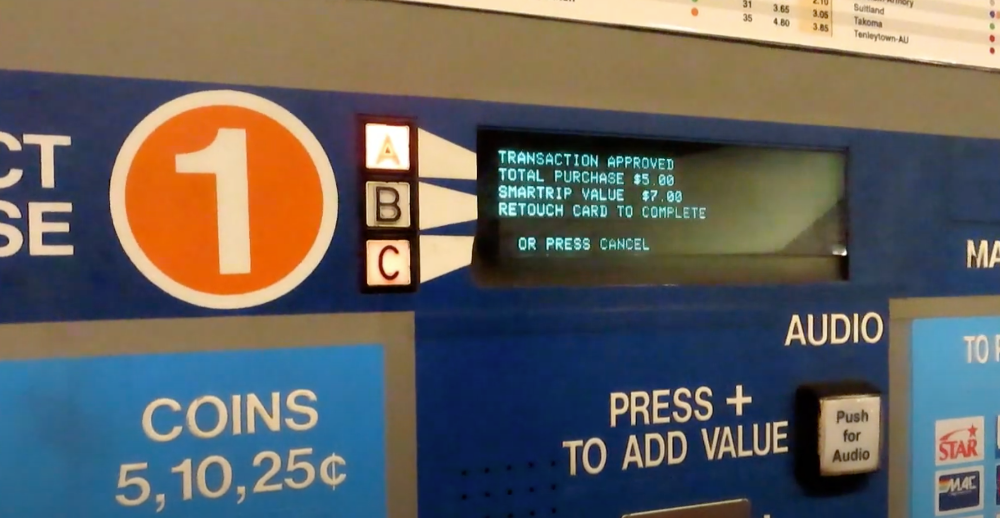 31 3.65 2.10
35 4.80 3.05
3.85
Armory
Suitland
Takoma
Tenleytown-AU
CT
SE
1
A
B
C
TRANSACTION APPROVED
TOTAL PURCHASE $5.00
SMARTRIP VALUE $7.00
RETOUCH CARD TO COMPLETE
OR PRESS CANCEL
MA
AUDIO
COINS
5,10,25¢
PRESS +
TO ADD VALUE
Push
for
Audio
TO
STAR
MAC